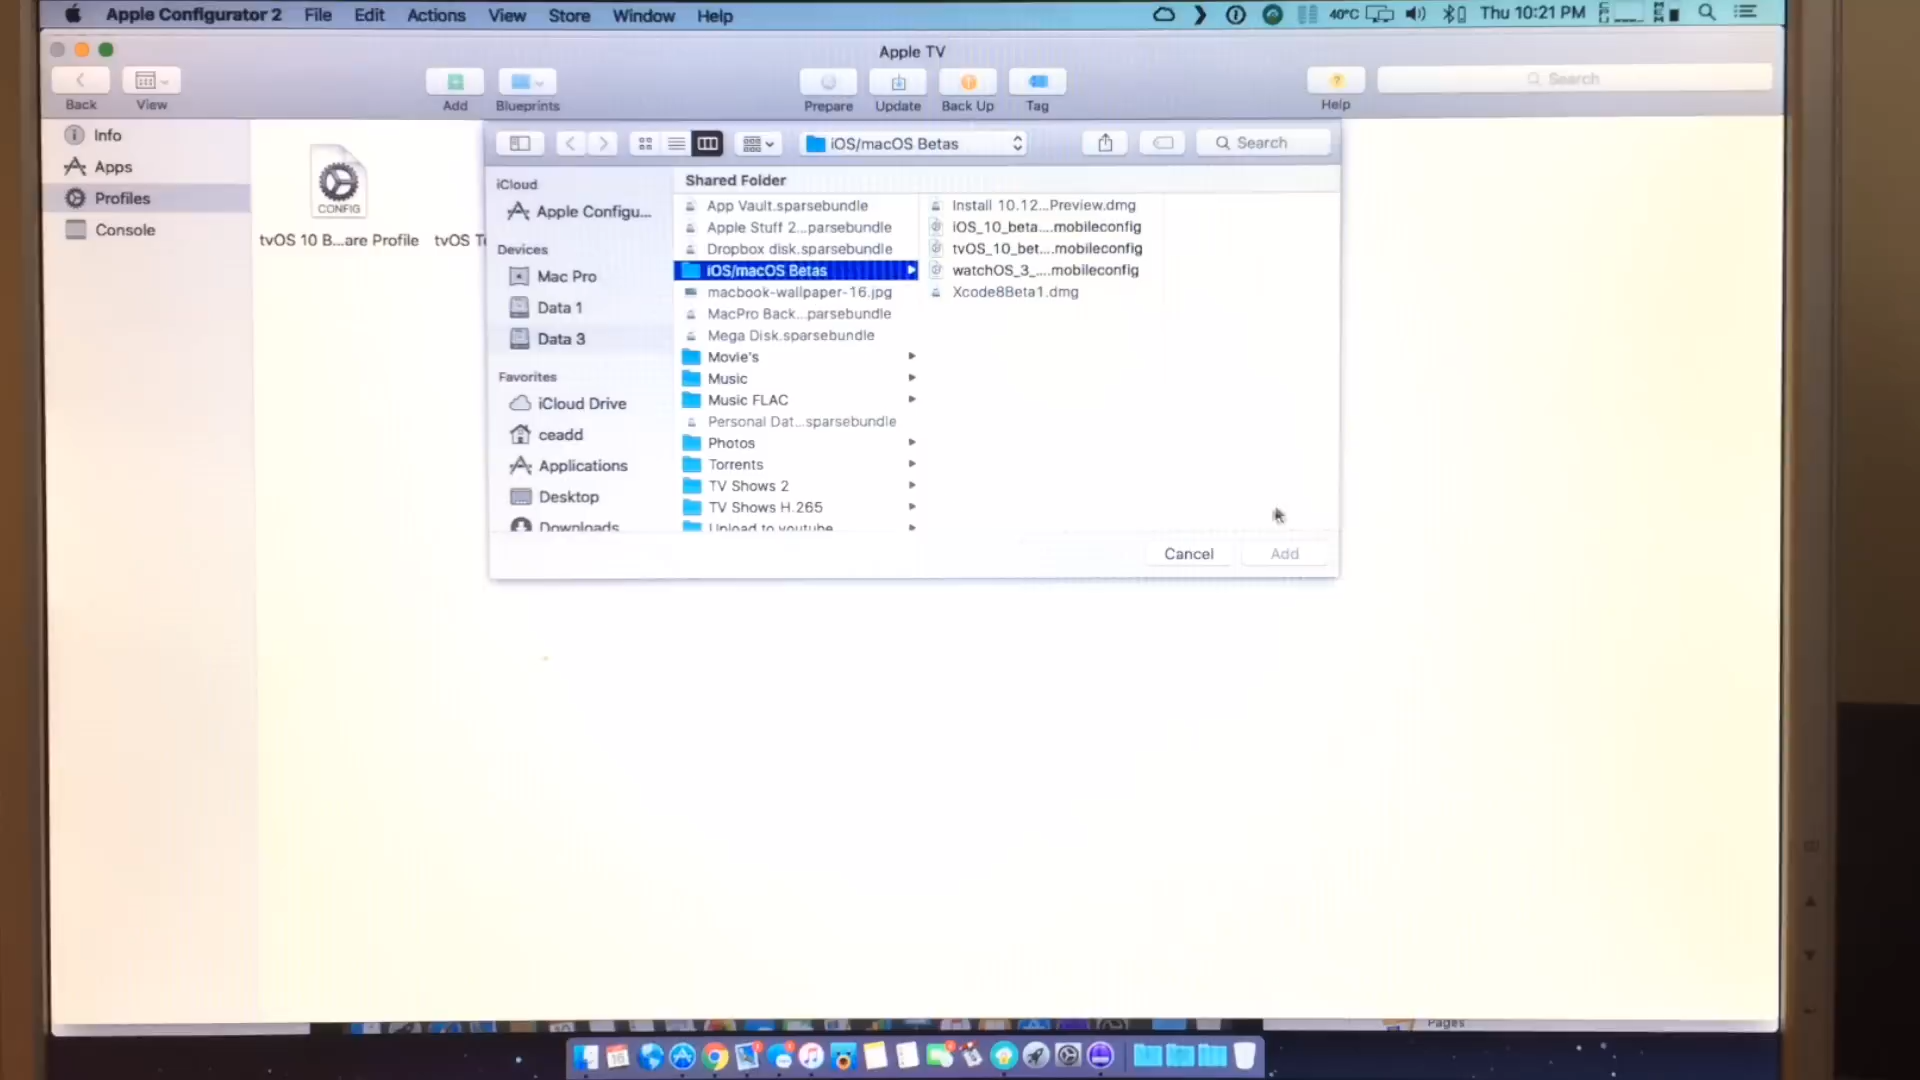 Apple Configurator 2 File Edit Actions View Store Window Help
40°C Thu 10:21 PM
Apple TV
Back View Add Blueprints Prepare Update Back Up Tag Help
Search
Info
Apps
Profiles
Console
CONFIG
tvOS 10 B...are Profile tvOS T
iOS/macOS Betas
Search
iCloud
Apple Configu...
Devices
Mac Pro
Data 1
Data 3
Favorites
iCloud Drive
ceadd
Applications
Desktop
Downloads
Shared Folder
App Vault.sparsebundle
Apple Stuff 2...parsebundle
Dropbox disk.sparsebundle
iOS/macOS Betas
macbook-wallpaper-16.jpg
MacPro Back...parsebundle
Mega Disk.sparsebundle
Movie's
Music
Music FLAC
Personal Dat...sparsebundle
Photos
Torrents
TV Shows 2
TV Shows H.265
Upload to youtube
Install 10.12...Preview.dmg
iOS_10_beta....mobileconfig
tvOS_10_bet....mobileconfig
watchOS_3_....mobileconfig
Xcode8Beta1.dmg
Cancel Add
Pages